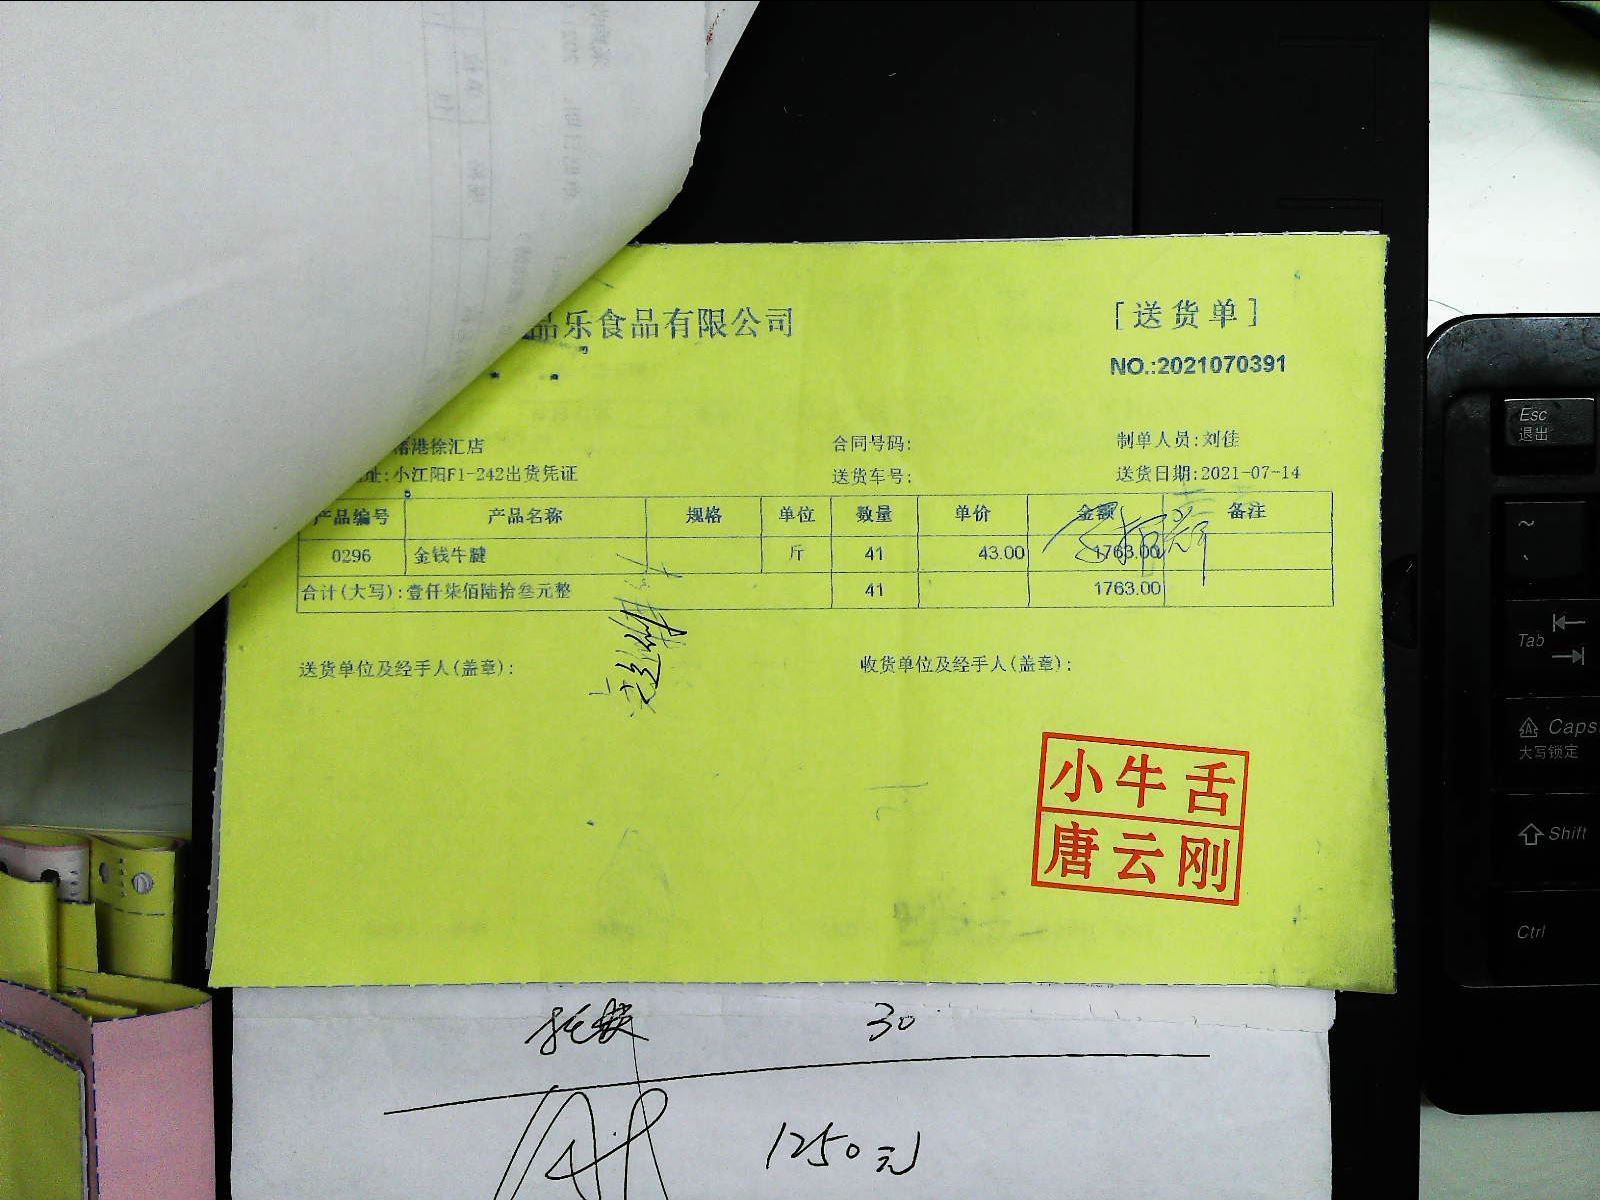 品乐食品有限公司
[送货单]
NO.:2021070391
港徐汇店 合同号码: 制单人员:刘佳
址:小江阳F1-242出货凭证 送货车号: 送货日期:2021-07-14
产品编号 产品名称 规格 单位 数量 单价 金额 备注
0296 金钱牛腱 斤 41 43.00 1763.00
合计(大写):壹仟柒佰陆拾叁元整 41 1763.00
送货单位及经手人(盖章): 收货单位及经手人(盖章):
小牛舌
唐云刚
30
1250元
Esc
退出
~
Tab
Caps
大写锁定
Shift
Ctrl